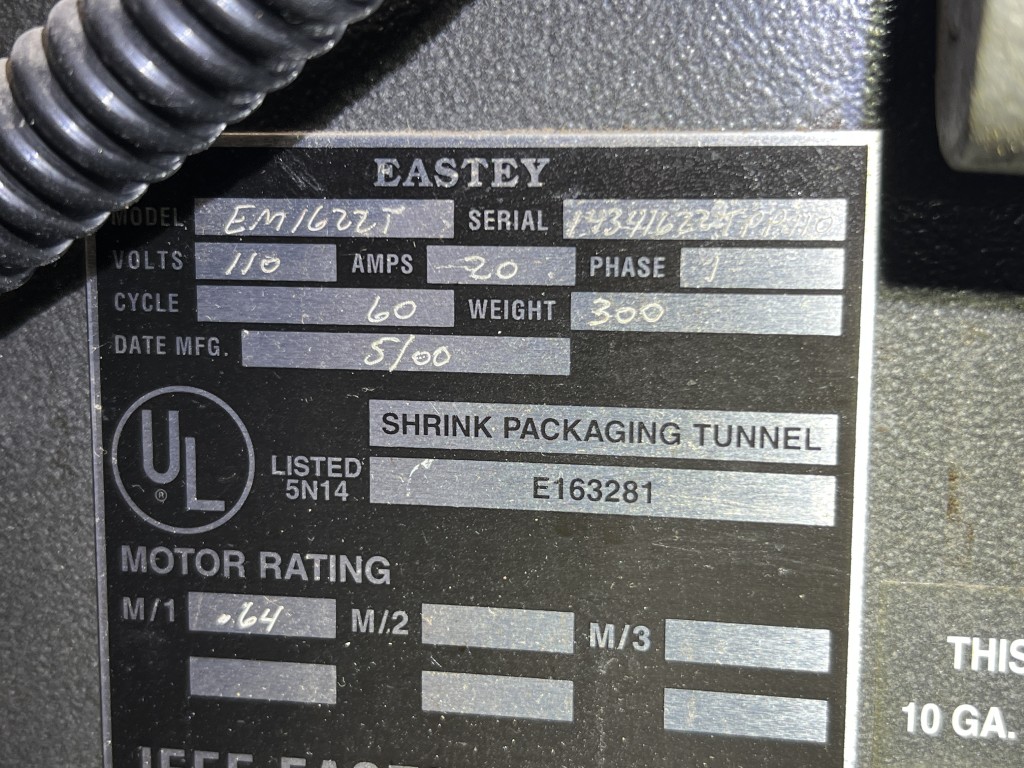 EASTEY
MODEL EM1622T SERIAL
VOLTS 110 AMPS 20 PHASE 1
CYCLE 60 WEIGHT 300
DATE MFG. 5/00
UL ® LISTED 5N14
SHRINK PACKAGING TUNNEL
E163281
MOTOR RATING
M/1 .64 M/2 M/3
THIS
10 GA.